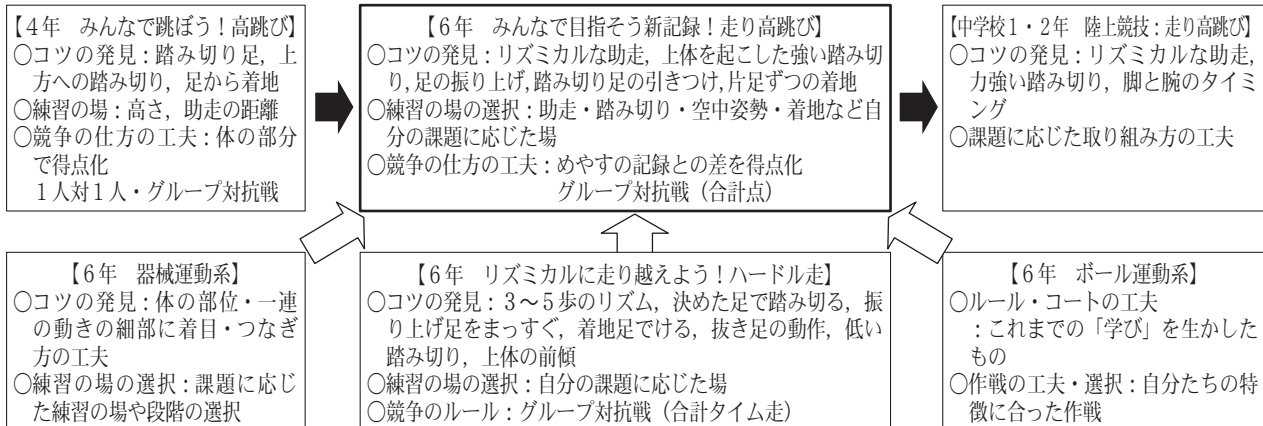 【4年 みんなで跳ぼう！高跳び】
○コツの発見：踏み切り足，上
方への踏み切り，足から着地
○練習の場：高さ，助走の距離
○競争の仕方の工夫：体の部分
で得点化
1人対1人・グループ対抗戦
【6年 みんなで目指そう新記録！走り高跳び】
○コツの発見：リズミカルな助走，上体を起こした強い踏み切
り，足の振り上げ，踏み切り足の引きつけ，片足ずつの着地
○練習の場の選択：助走・踏み切り・空中姿勢・着地など自
分の課題に応じた場
○競争の仕方の工夫：めやすの記録との差を得点化
グループ対抗戦（合計点）
【中学校1・2年 陸上競技：走り高跳び】
○コツの発見：リズミカルな助走，
力強い踏み切り，脚と腕のタイミ
ング
○課題に応じた取り組み方の工夫
【6年 器械運動系】
○コツの発見：体の部位・一連
の動きの細部に着目・つなぎ
方の工夫
○練習の場の選択：課題に応じ
た練習の場や段階の選択
【6年 リズミカルに走り越えよう！ハードル走】
○コツの発見：3～5歩のリズム，決めた足で踏み切る，振
り上げ足をまっすぐ，着地足でける，抜き足の動作，低い
踏み切り，上体の前傾
○練習の場の選択：自分の課題に応じた場
○競争のルール：グループ対抗戦（合計タイム走）
【6年 ボール運動系】
○ルール・コートの工夫
：これまでの「学び」を生かした
もの
○作戦の工夫・選択：自分たちの特
徴に合った作戦